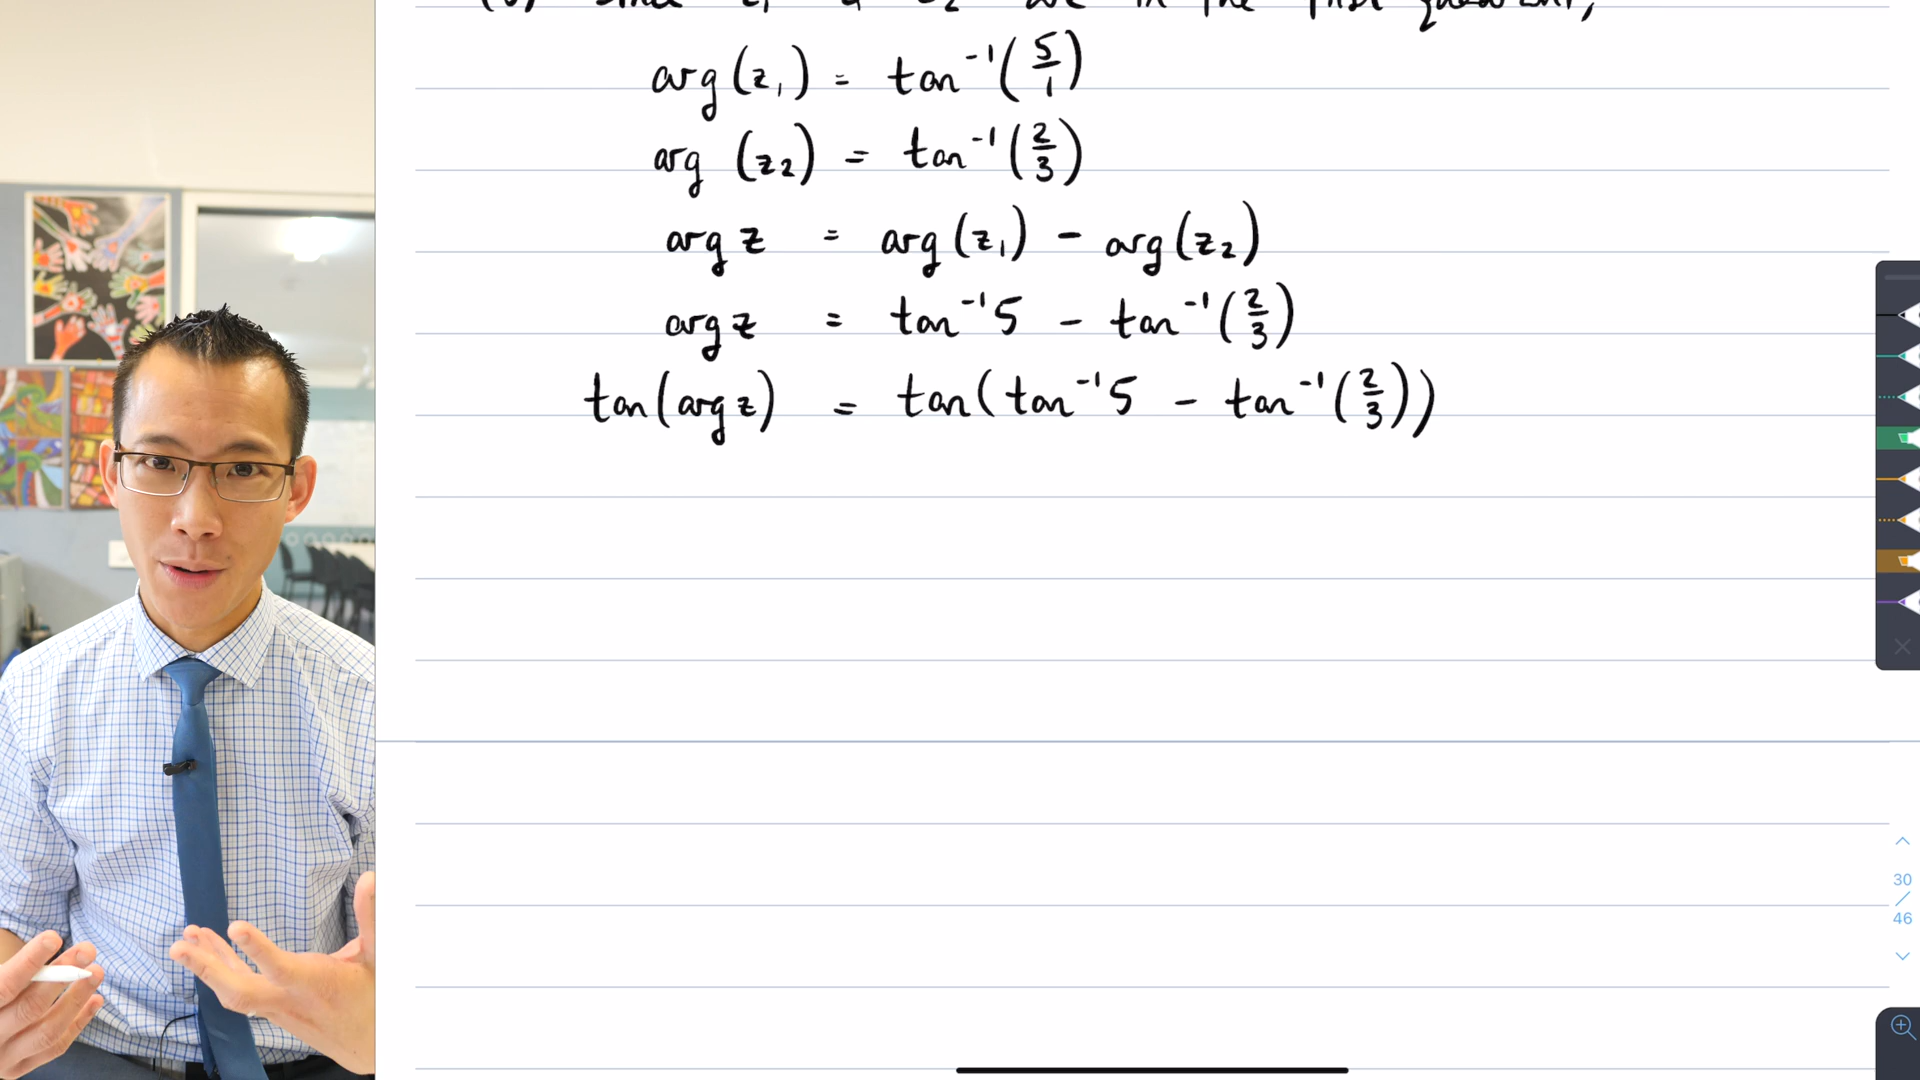 arg(z₁) = tan⁻¹(5/1)
arg (z₂) = tan⁻¹(2/3)
arg z = arg(z₁) - arg(z₂)
arg z = tan⁻¹5 - tan⁻¹(2/3)
tan(arg z) = tan(tan⁻¹5 - tan⁻¹(2/3))
30
/
46